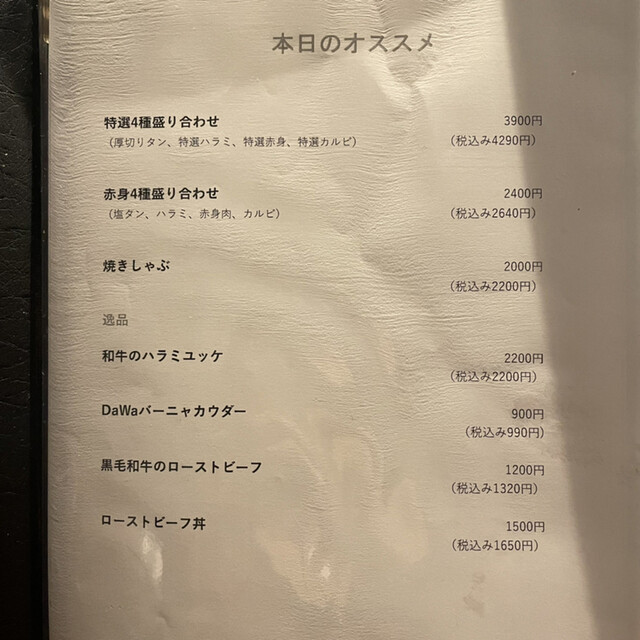 本日のオススメ
特選4種盛り合わせ 3900円
（厚切りタン、特選ハラミ、特選赤身、特選カルビ） （税込み4290円）
赤身4種盛り合わせ 2400円
（塩タン、ハラミ、赤身肉、カルビ） （税込み2640円）
焼きしゃぶ 2000円
（税込み2200円）
逸品
和牛のハラミユッケ 2200円
（税込み2200円）
DaWaバーニャカウダー 900円
（税込み990円）
黒毛和牛のローストビーフ 1200円
（税込み1320円）
ローストビーフ丼 1500円
（税込み1650円）